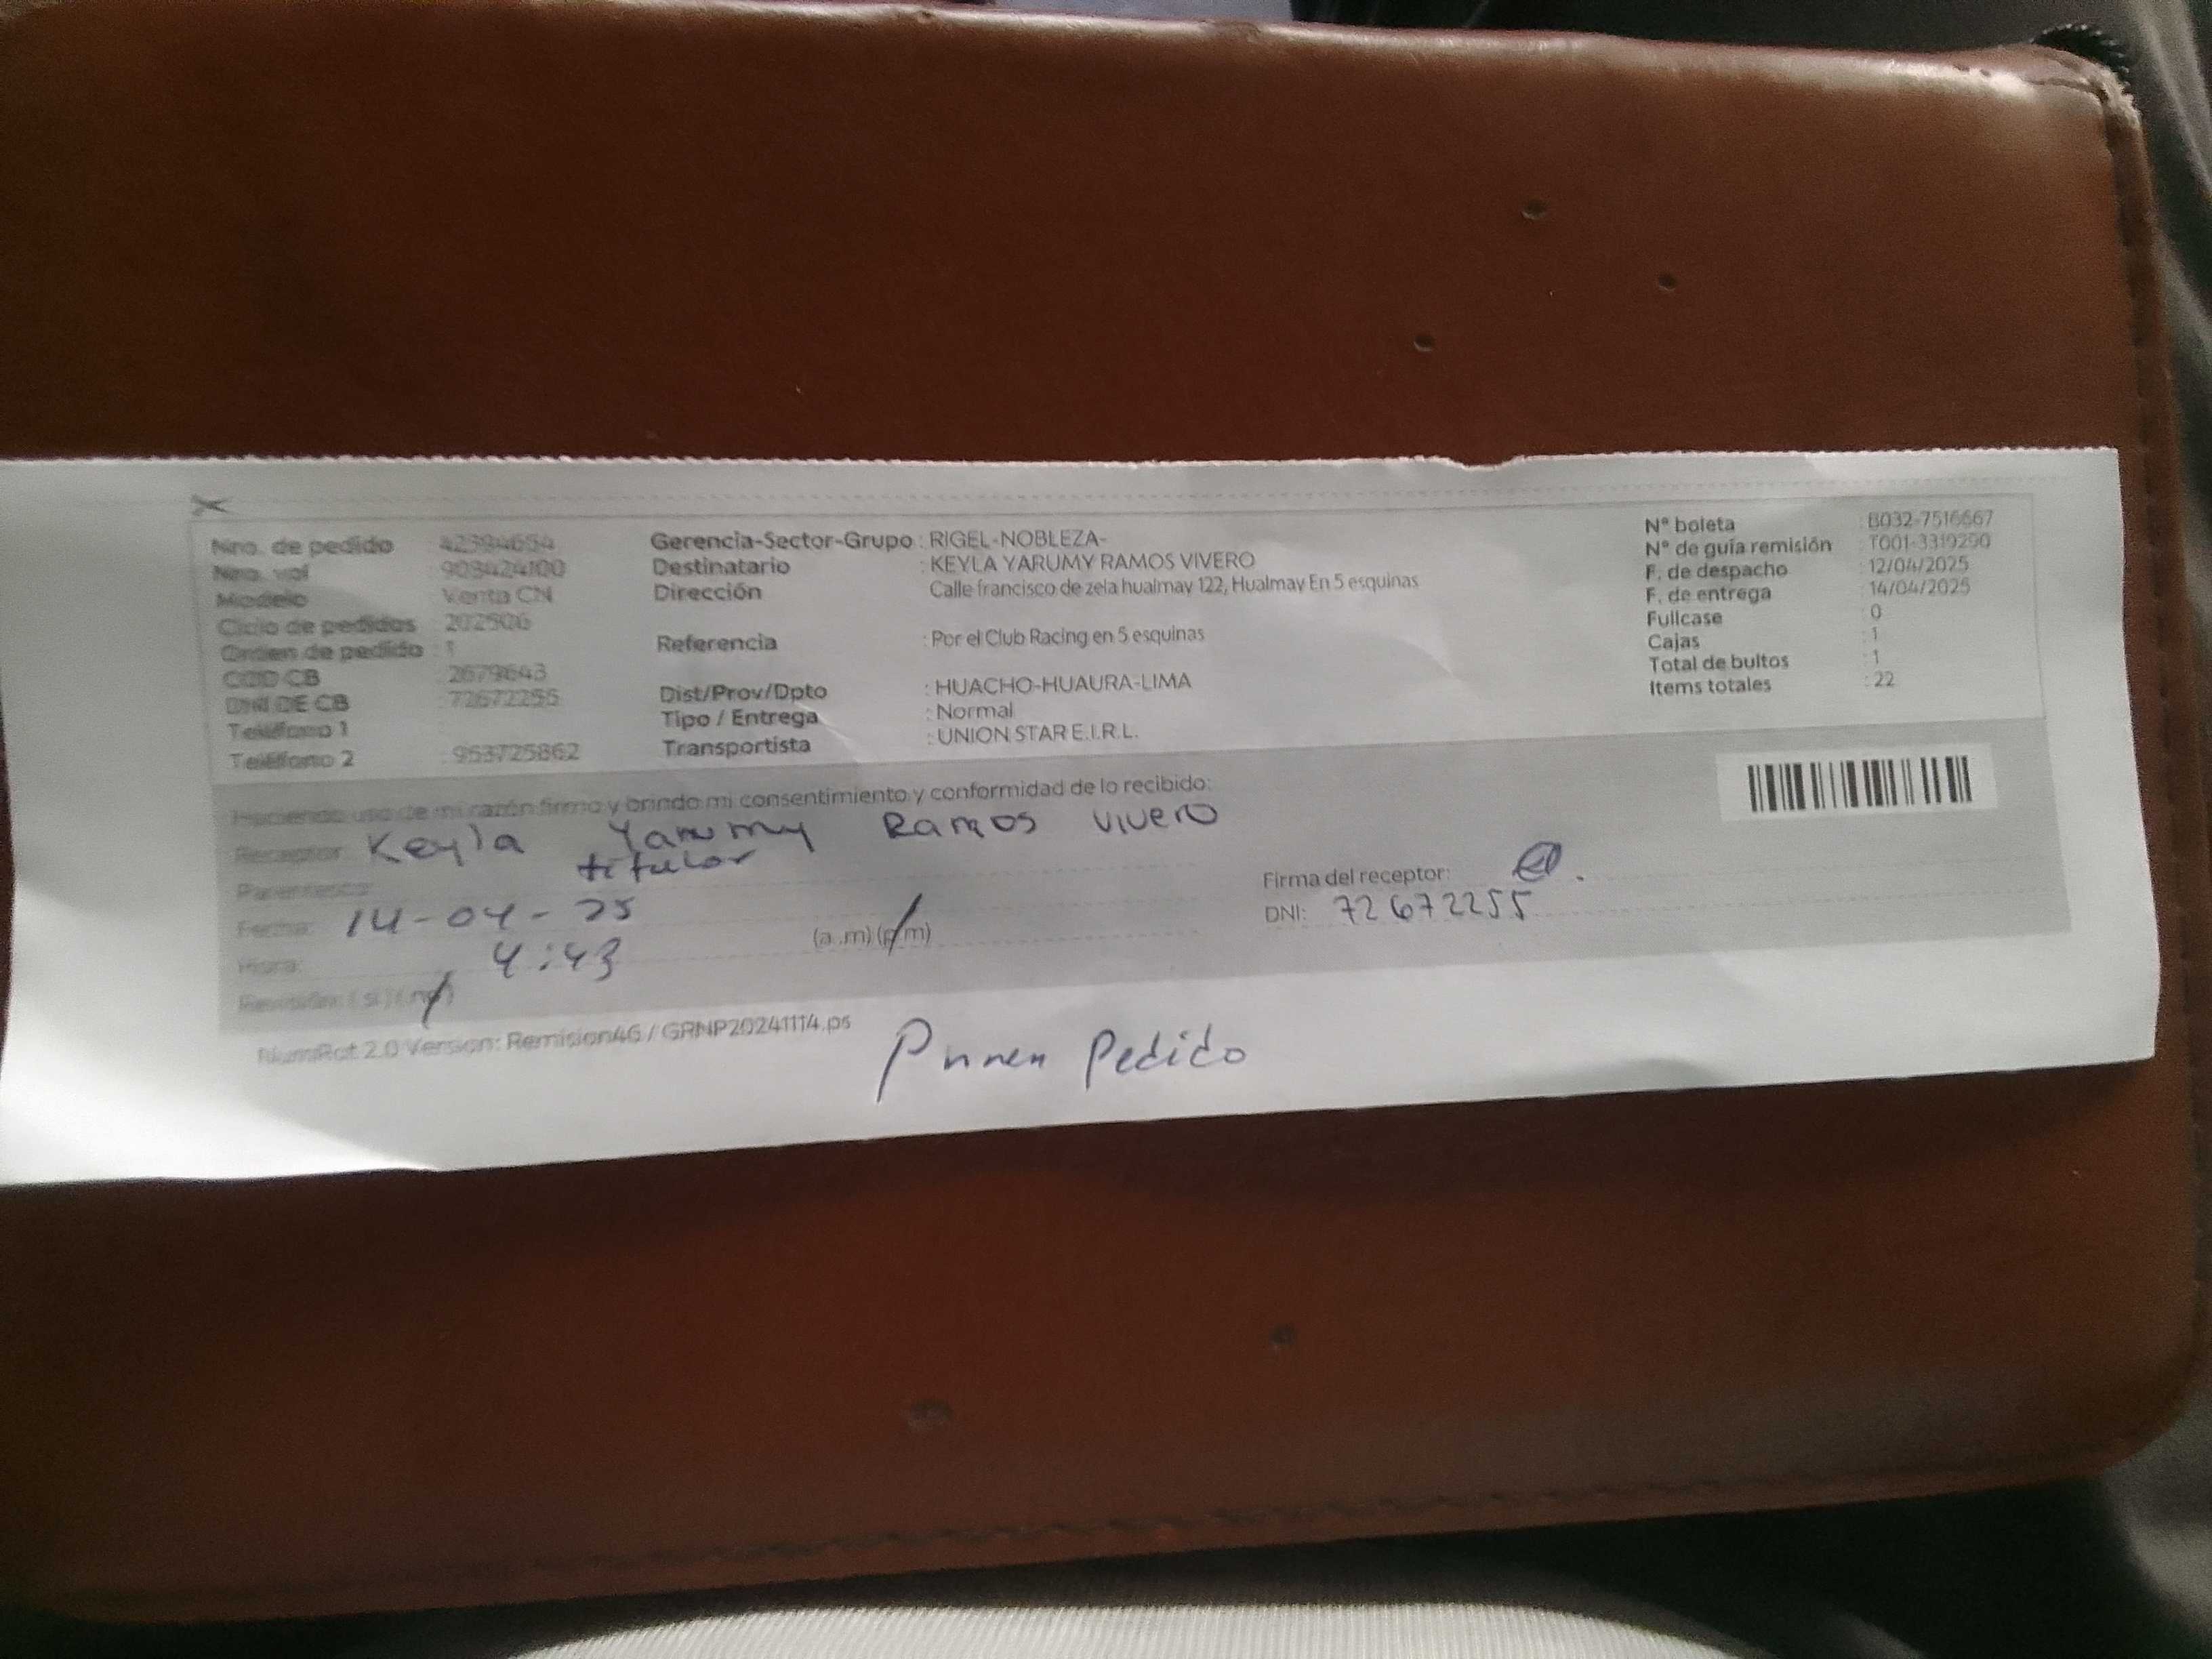 Nro. de pedido : 42394654
Nro. vol : 903424100
Modelo : Venta CN
Ciclo de pedidos : 202506
Orden de pedido : 1
COD CB : 2679643
DNI DE CB : 72672255
Teléfono 1
Teléfono 2 : 953725862
Gerencia-Sector-Grupo : RIGEL-NOBLEZA-
Destinatario : KEYLA YARUMY RAMOS VIVERO
Dirección Calle francisco de zela hualmay 122, Hualmay En 5 esquinas
Referencia : Por el Club Racing en 5 esquinas
Dist/Prov/Dpto : HUACHO-HUAURA-LIMA
Tipo / Entrega : Normal
Transportista : UNION STAR E.I.R.L.
N° boleta : B032-7516667
N° de guía remisión : T001-3319290
F. de despacho : 12/04/2025
F. de entrega : 14/04/2025
Fullcase : 0
Cajas : 1
Total de bultos : 1
Items totales : 22
Haciendo uso de mi razón firmo y brindo mi consentimiento y conformidad de lo recibido:
Receptor: Keyla Yarumy Ramos Vivero
Parentesco: titular
Fecha: 14-04-25
Hora: 4:43 (a.m) (p.m)
Revisión: ( si ) ( no )
Firma del receptor:
DNI: 72672255
2.0 Version: Remision4G / GRNP20241114.ps
Primer Pedido